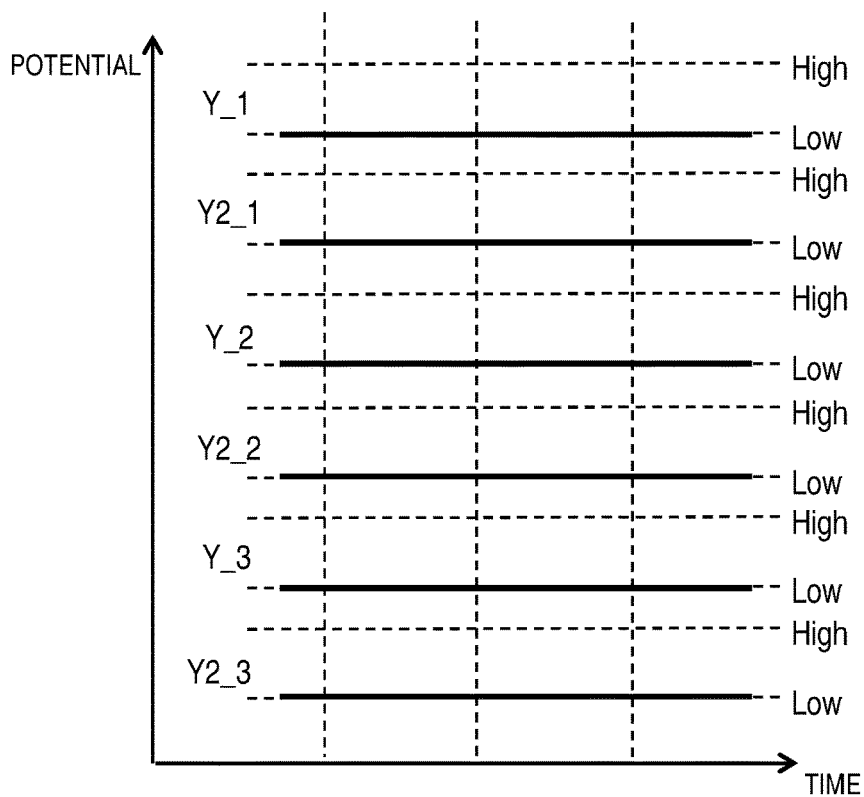 POTENTIAL
High
Y_1
Low
High
Y2_1
Low
High
Y_2
Low
High
Y2_2
Low
High
Y_3
Low
High
Y2_3
Low
TIME